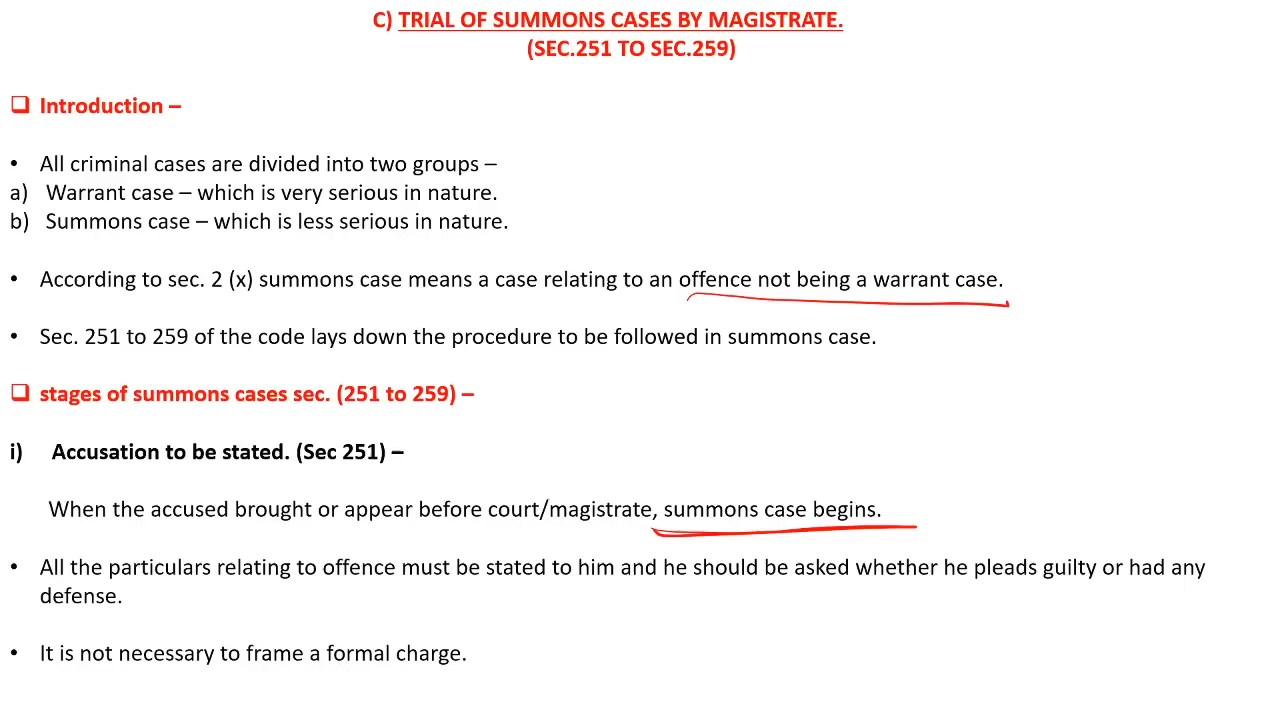 C) TRIAL OF SUMMONS CASES BY MAGISTRATE.
(SEC.251 TO SEC.259)
❑ Introduction –
• All criminal cases are divided into two groups –
a) Warrant case – which is very serious in nature.
b) Summons case – which is less serious in nature.
• According to sec. 2 (x) summons case means a case relating to an offence not being a warrant case.
• Sec. 251 to 259 of the code lays down the procedure to be followed in summons case.
❑ stages of summons cases sec. (251 to 259) –
i) Accusation to be stated. (Sec 251) –
When the accused brought or appear before court/magistrate, summons case begins.
• All the particulars relating to offence must be stated to him and he should be asked whether he pleads guilty or had any
defense.
• It is not necessary to frame a formal charge.